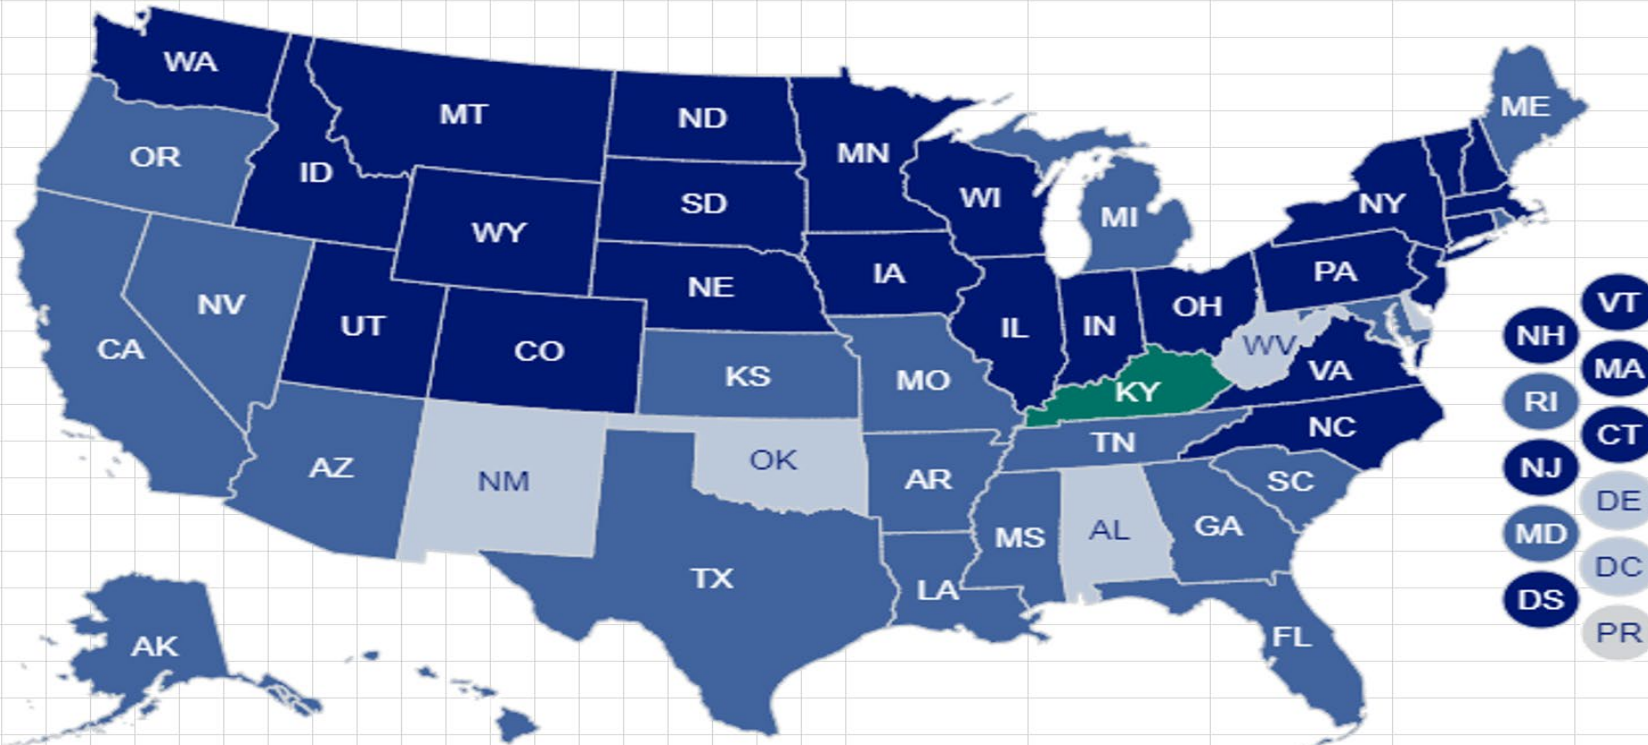 WA
MT
ND
MN
ME
OR
ID
SD
WI
MI
NY
WY
NE
IA
PA
NV
UT
CO
IL
IN
OH
CA
KS
MO
KY
WV
VA
AZ
NM
OK
AR
TN
NC
SC
TX
LA
MS
AL
GA
FL
AK
VT
NH
MA
RI
CT
NJ
DE
MD
DC
DS
PR